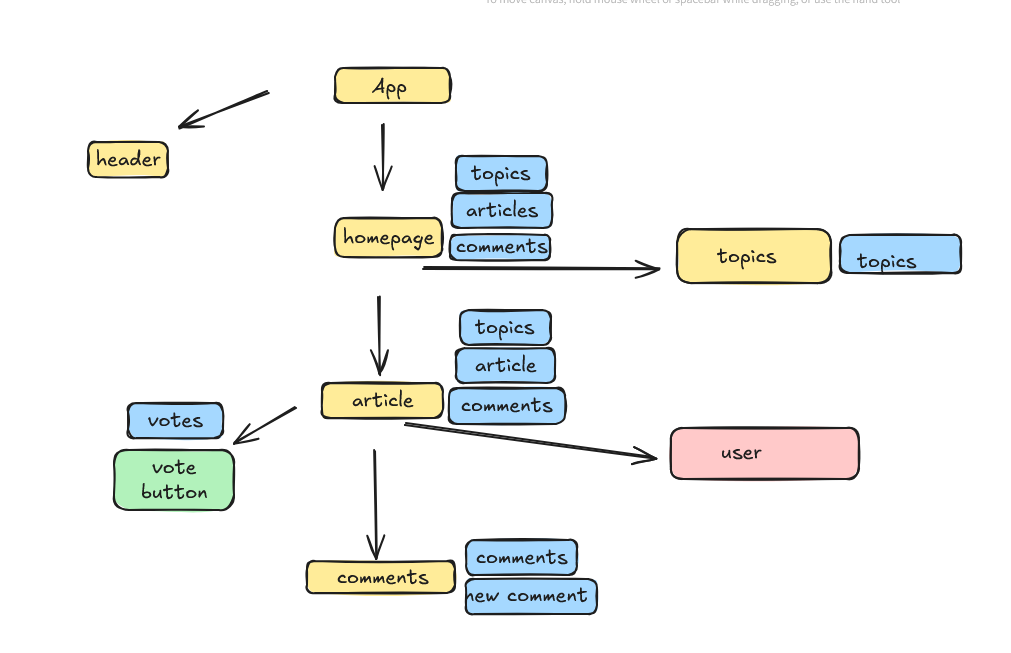 To move canvas, hold mouse wheel or spacebar while dragging, or use the hand tool
App
header
topics
articles
homepage
comments
topics
topics
topics
article
article
comments
votes
vote
button
user
comments
comments
new comment